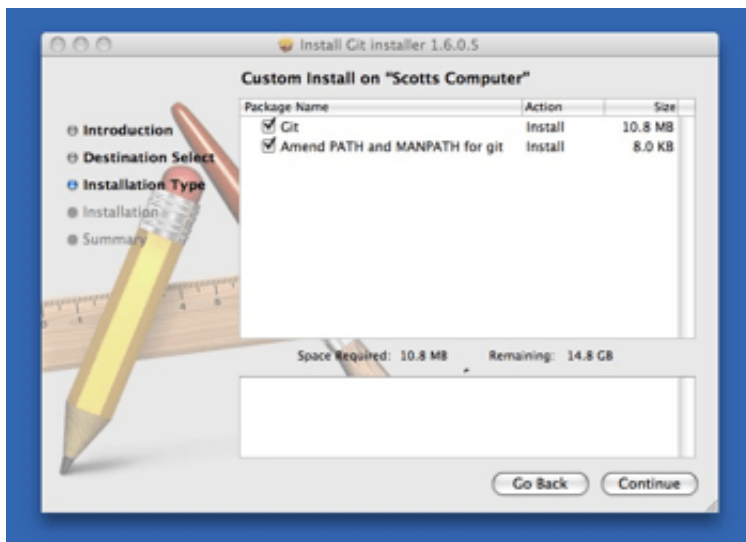 Install Git installer 1.6.0.5
Custom Install on "Scotts Computer"
Introduction
Destination Select
Installation Type
Installation
Summary
Package Name Action Size
Git Install 10.8 MB
Amend PATH and MANPATH for git Install 8.0 KB
Space Required: 10.8 MB Remaining: 14.8 GB
Go Back Continue